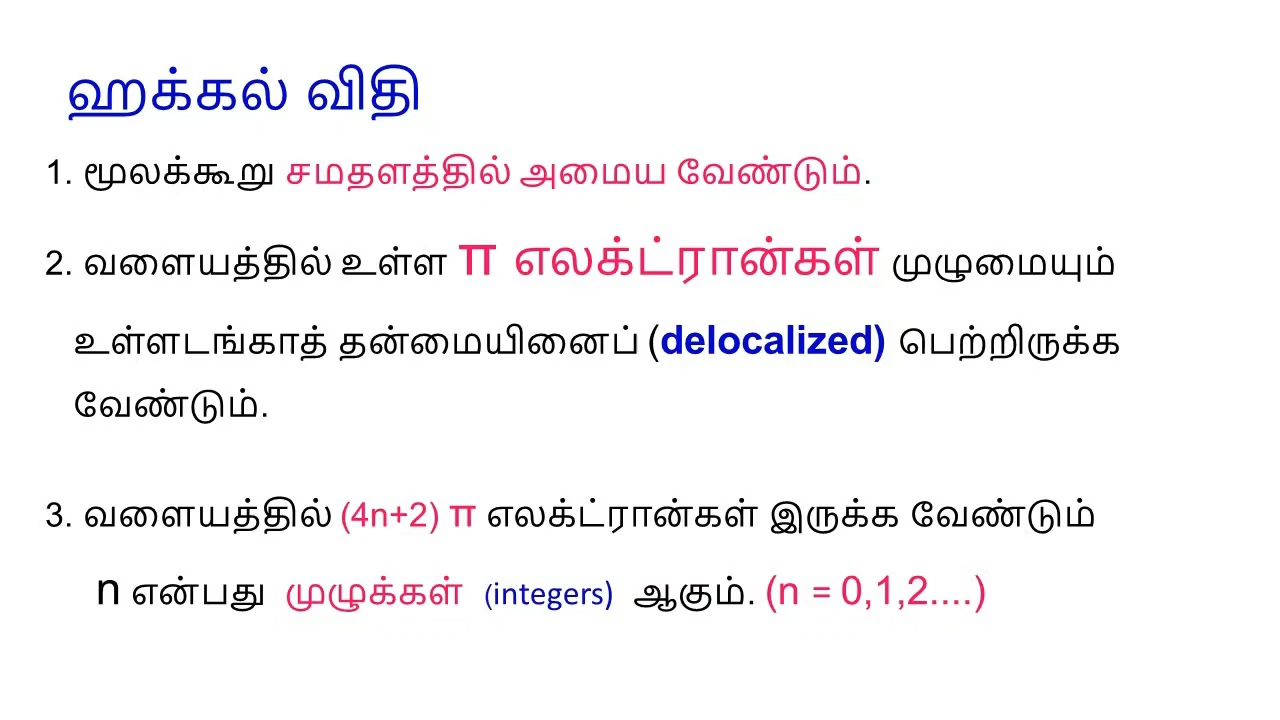 ஹக்கல் விதி
1. மூலக்கூறு சமதளத்தில் அமைய வேண்டும்.
2. வளையத்தில் உள்ள π எலக்ட்ரான்கள் முழுமையும்
உள்ளடங்காத் தன்மையினைப் (delocalized) பெற்றிருக்க
வேண்டும்.
3. வளையத்தில் (4n+2) π எலக்ட்ரான்கள் இருக்க வேண்டும்
n என்பது முழுக்கள் (integers) ஆகும். (n = 0,1,2....)